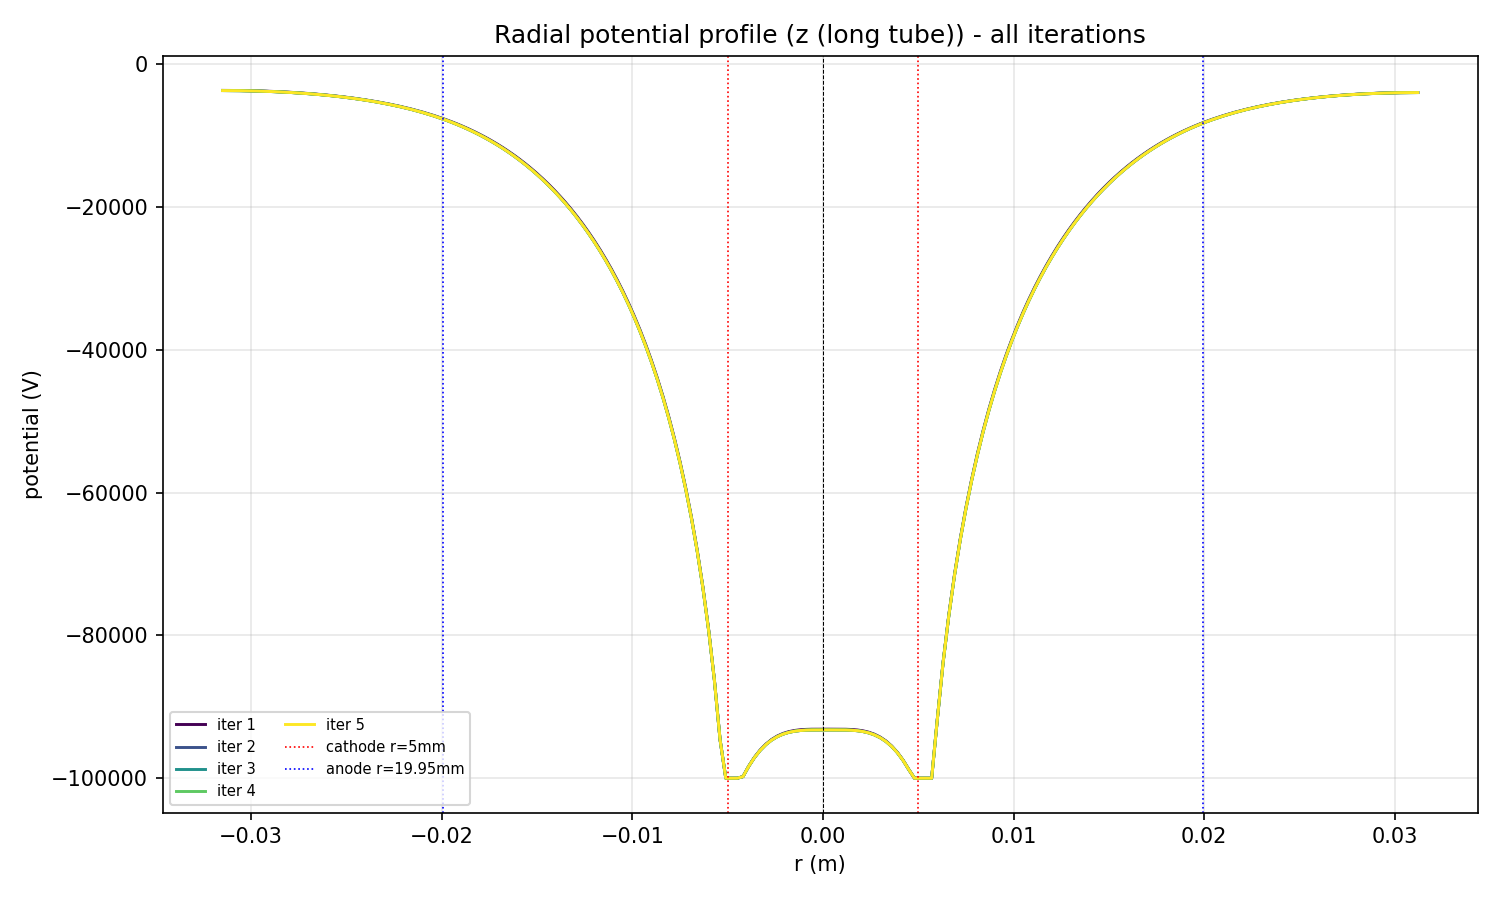 Radial potential profile (z (long tube)) - all iterations
potential (V)
0
−20000
−40000
−60000
−80000
−100000
iter 1
iter 2
iter 3
iter 4
iter 5
cathode r=5mm
anode r=19.95mm
−0.03 −0.02 −0.01 0.00 0.01 0.02 0.03
r (m)